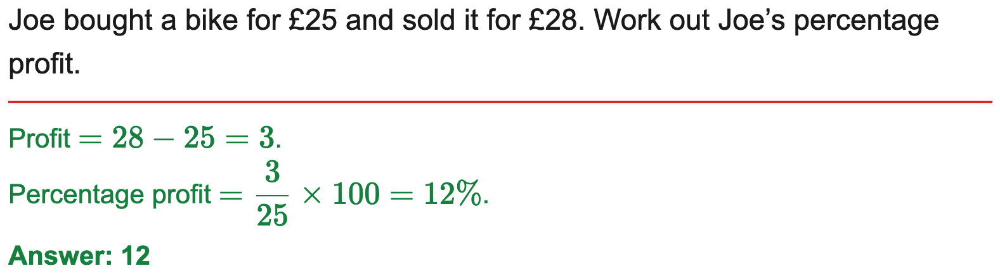 Joe bought a bike for £25 and sold it for £28. Work out Joe’s percentage
profit.
Profit = 28 − 25 = 3.
Percentage profit = 3/25 × 100 = 12%.
Answer: 12